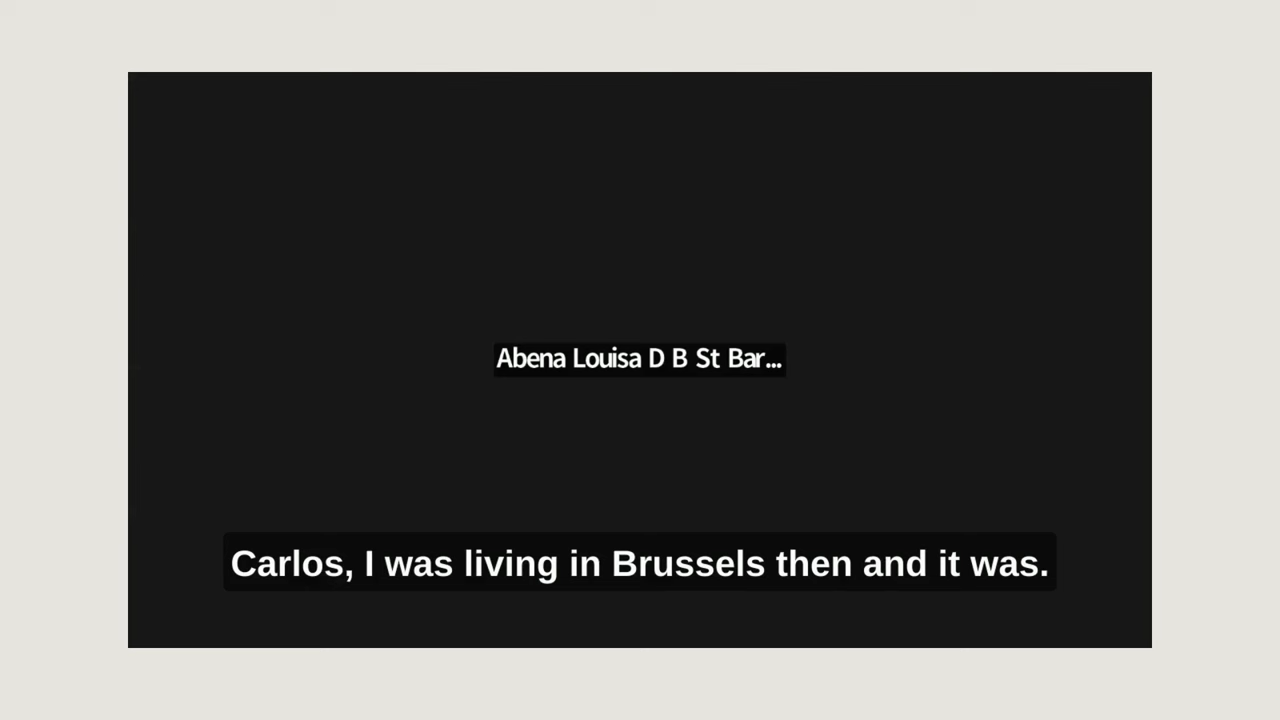 Abena Louisa D B St Bar...
Carlos, I was living in Brussels then and it was.